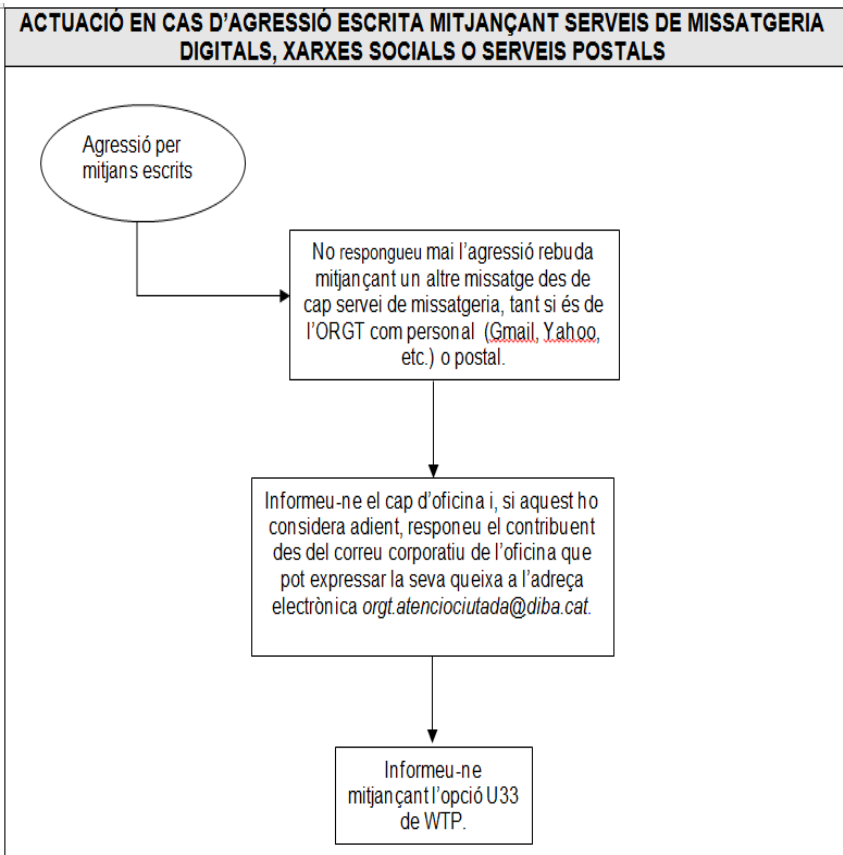 ACTUACIÓ EN CAS D'AGRESSIÓ ESCRITA MITJANÇANT SERVEIS DE MISSATGERIA
DIGITALS, XARXES SOCIALS O SERVEIS POSTALS
Agressió per
mitjans escrits
No respongueu mai l'agressió rebuda
mitjançant un altre missatge des de
cap servei de missatgeria, tant si és de
l'ORGT com personal (Gmail, Yahoo,
etc.) o postal.
Informeu-ne el cap d'oficina i, si aquest ho
considera adient, responeu el contribuent
des del correu corporatiu de l'oficina que
pot expressar la seva queixa a l'adreça
electrònica orgt.atenciociutada@diba.cat.
Informeu-ne
mitjançant l'opció U33
de WTP.